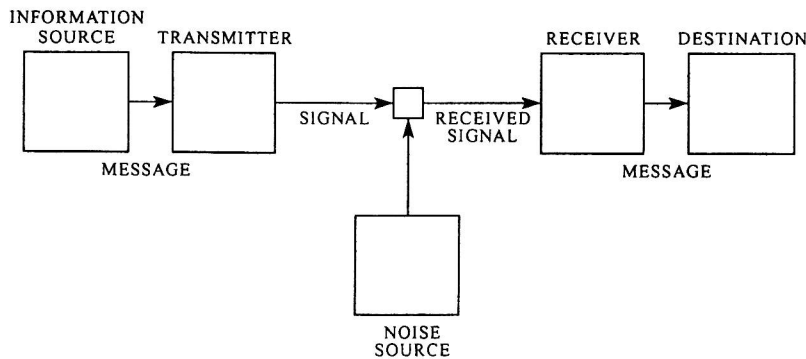 INFORMATION
SOURCE
TRANSMITTER
RECEIVER
DESTINATION
SIGNAL
RECEIVED
SIGNAL
MESSAGE
MESSAGE
NOISE
SOURCE